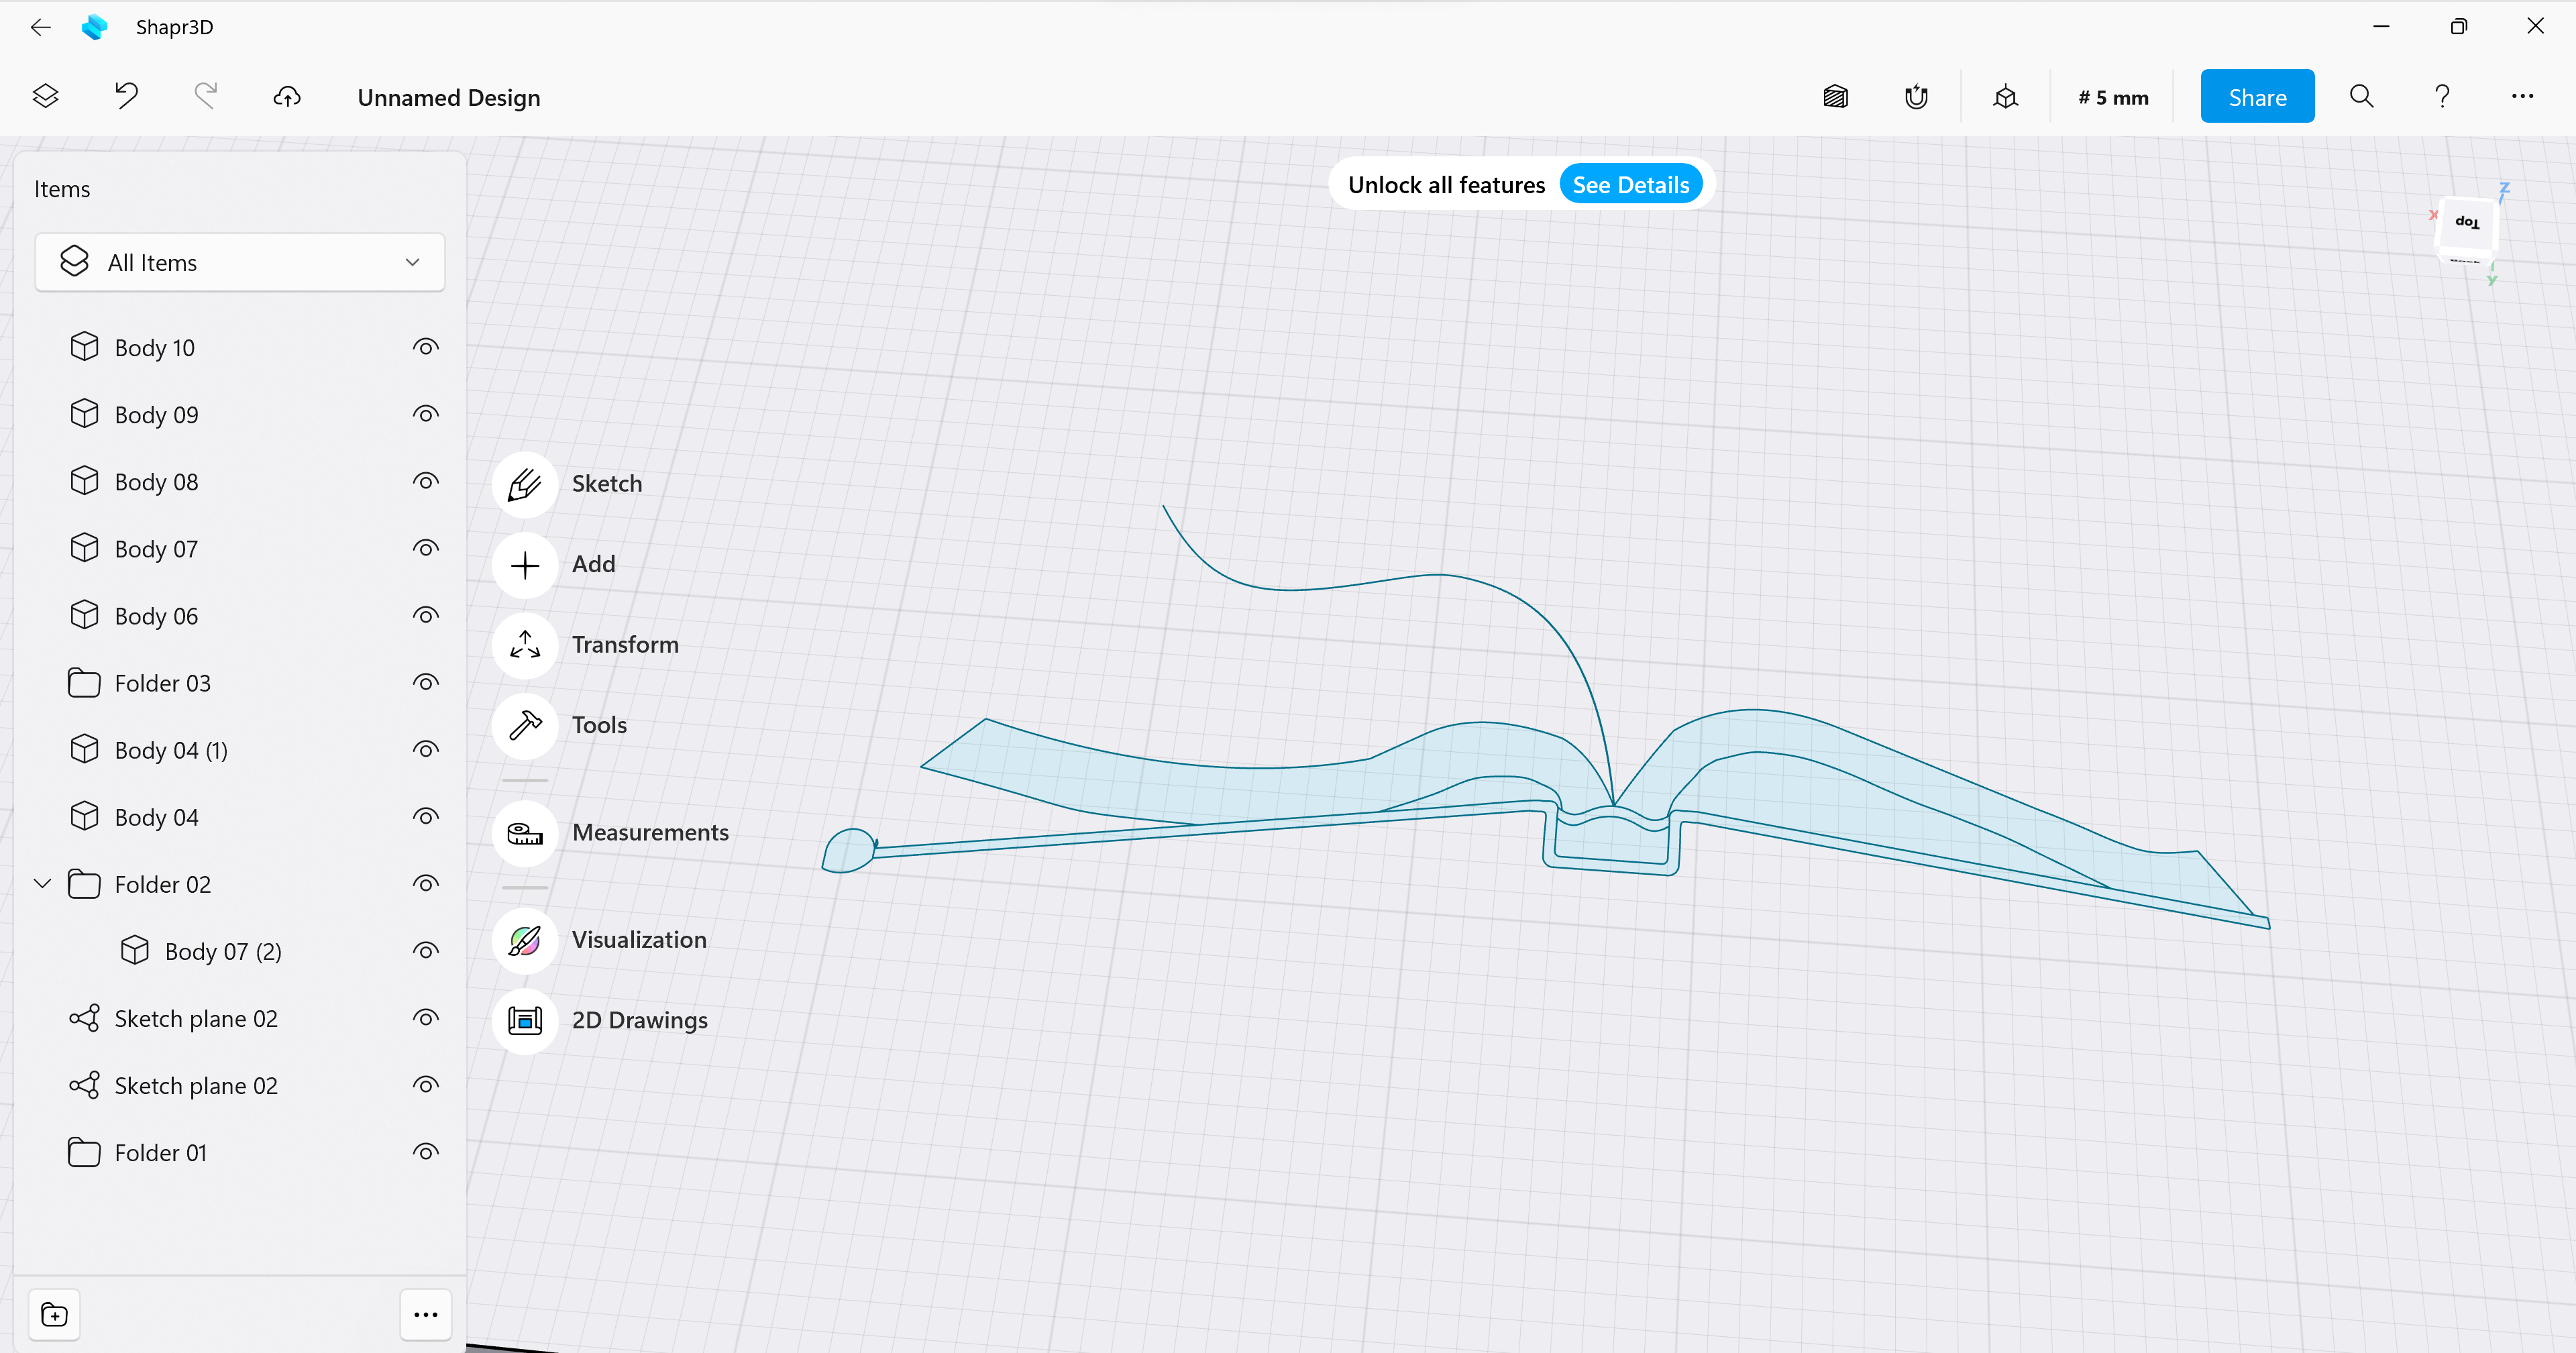 Shapr3D
Unnamed Design
# 5 mm
Share
Items
Unlock all features
See Details
All Items
Z
X
Top
Back
Y
Body 10
Body 09
Body 08
Body 07
Body 06
Folder 03
Body 04 (1)
Body 04
Folder 02
Body 07 (2)
Sketch plane 02
Sketch plane 02
Folder 01
Sketch
Add
Transform
Tools
Measurements
Visualization
2D Drawings